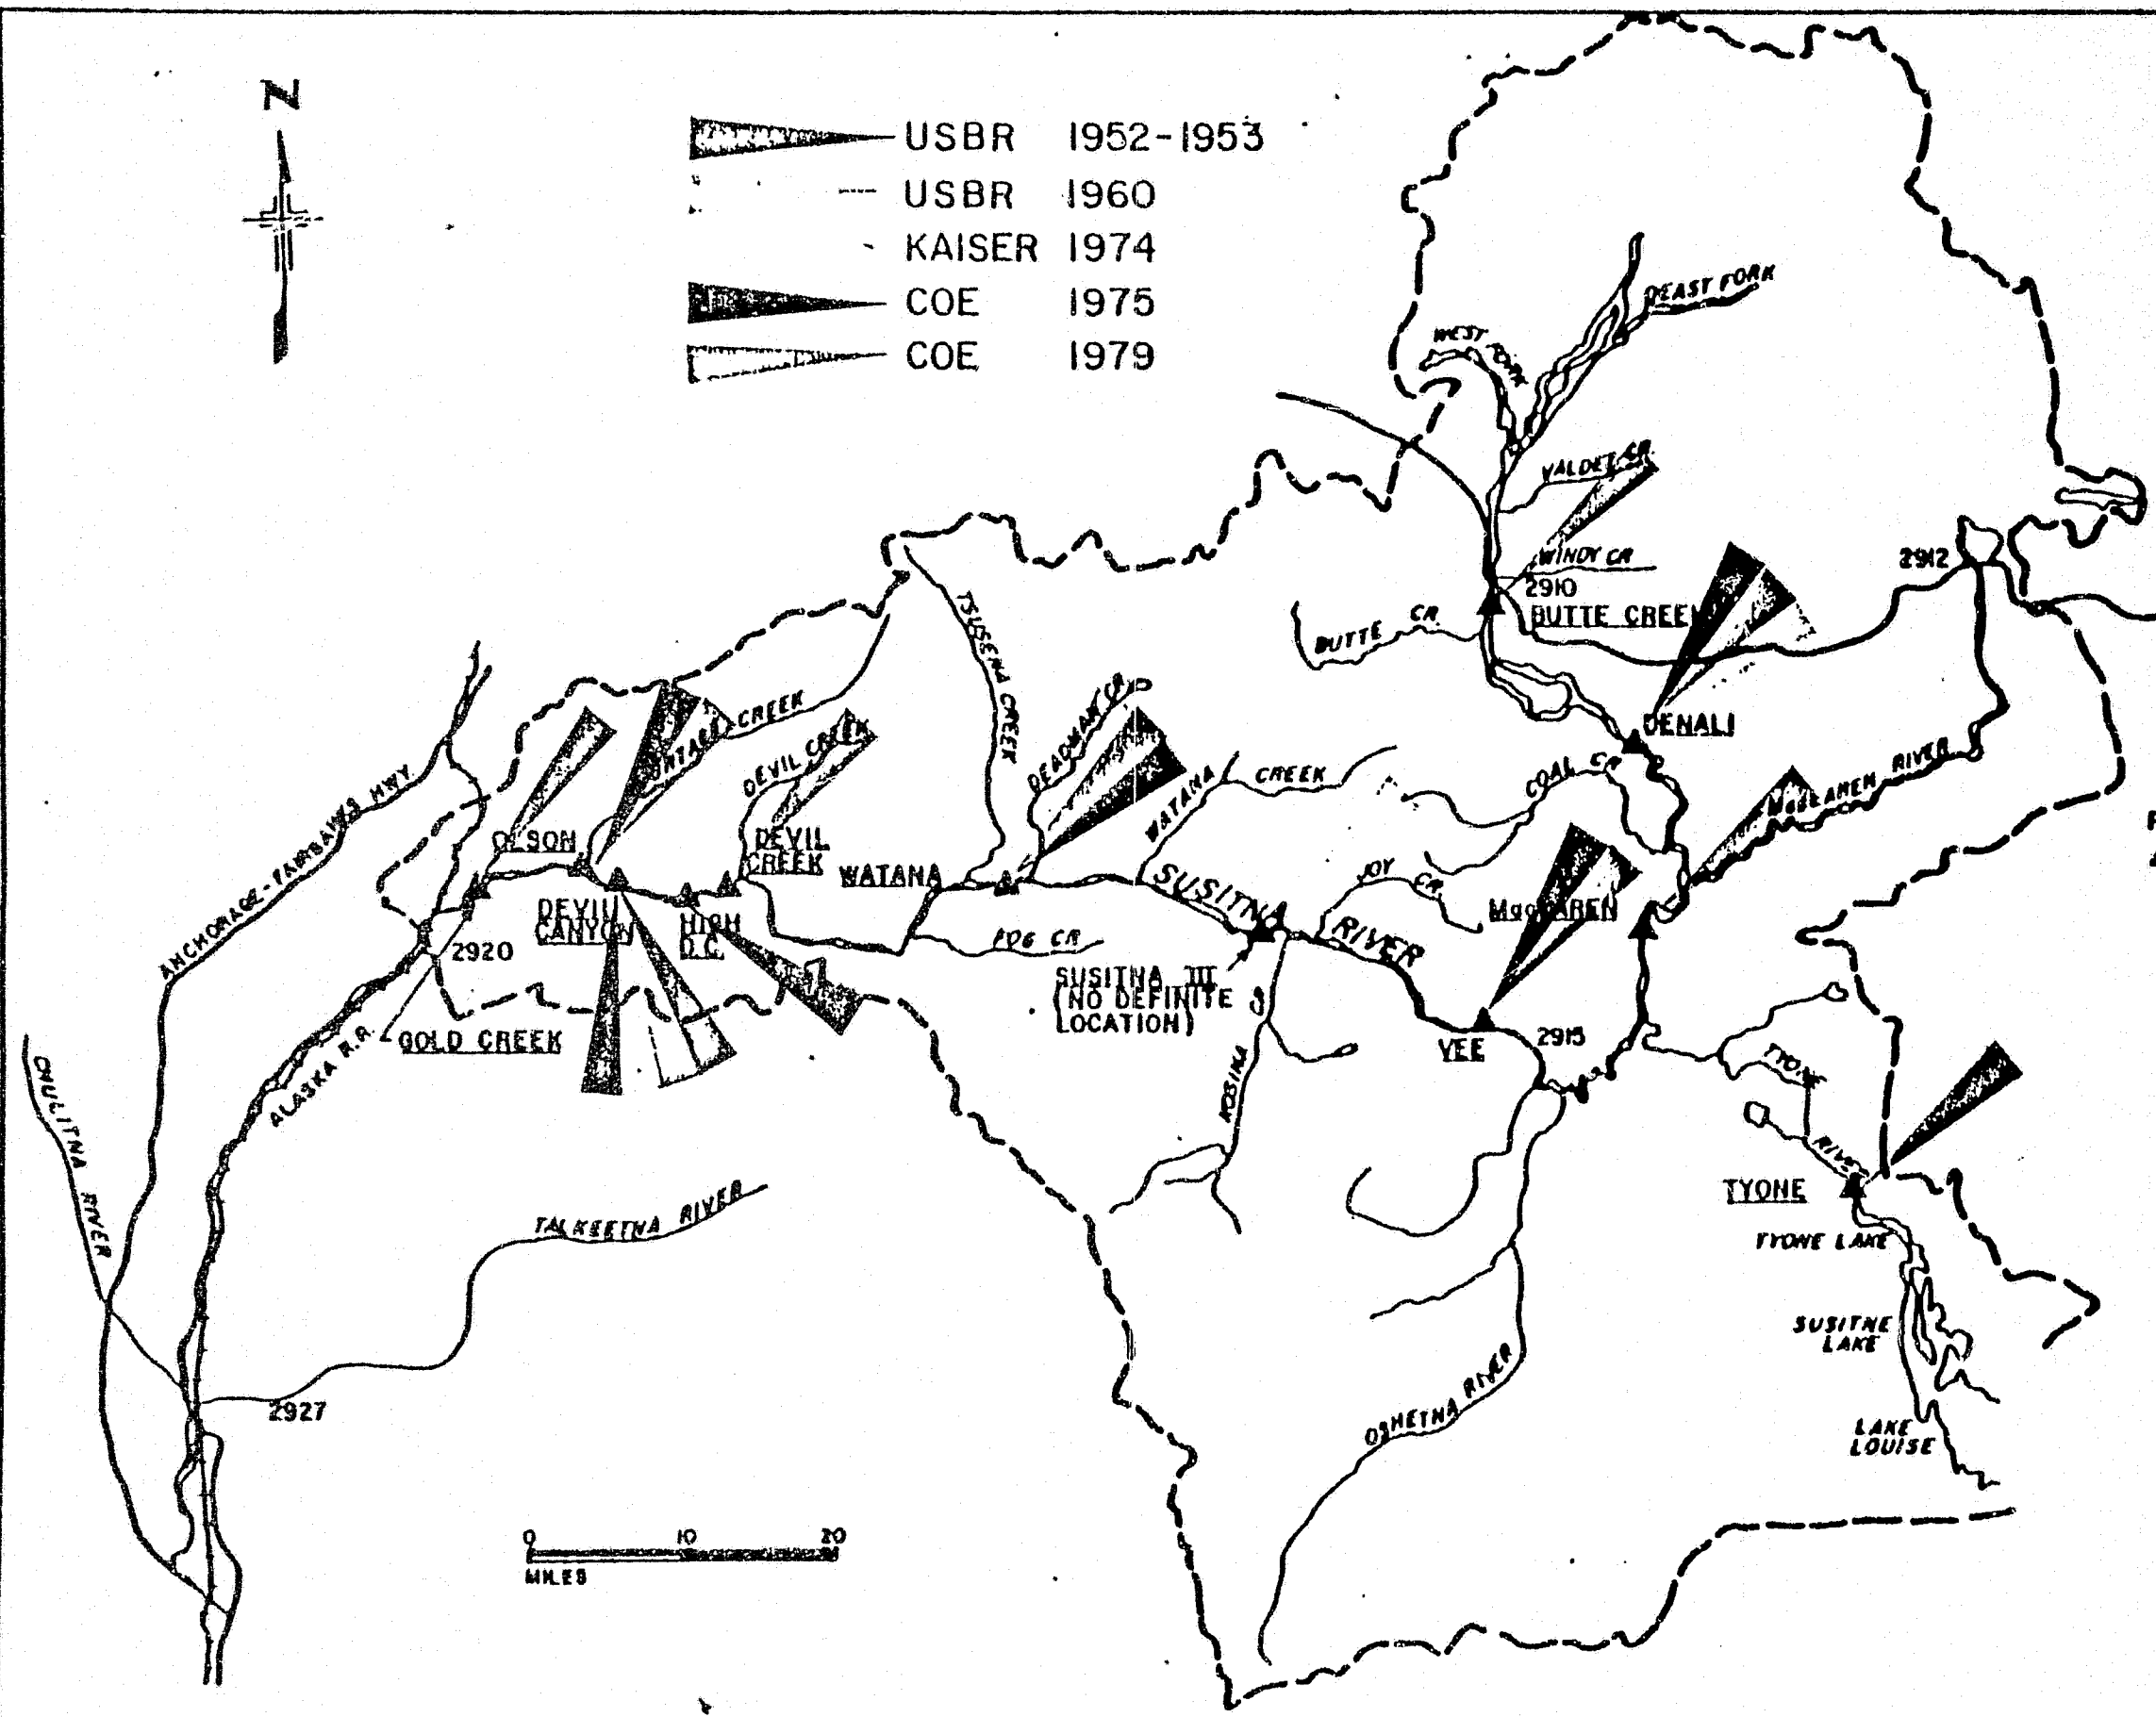 N
USBR 1952-1953
USBR 1960
KAISER 1974
COE 1975
COE 1979
EAST FORK
WEST FORK
VALDEZ CR
WINDY CR
2910
BUTTE CREEK
BUTTE CR.
2912
TSUSENA CREEK
DEADMAN CR
CREEK
DEVIL CREEK
DENALI
MacLAREN RIVER
COAL CR
WATANA CREEK
ANCHORAGE-FAIRBANKS HWY
OLSON
DEVIL
CREEK
WATANA
SUSITNA RIVER
JOY CR.
MacLAREN
DEVIL
CANYON
HIGH
D.C.
2920
FOG CR
SUSITNA III
(NO DEFINITE
LOCATION)
GOLD CREEK
ALASKA R.R.
VEE
2915
KOSINA
TYONE
RIVER
CHULITNA RIVER
TALKEETNA RIVER
TYONE
TYONE LAKE
SUSITNE
LAKE
OSHETNA RIVER
2927
LAKE
LOUISE
0 10 20
MILES